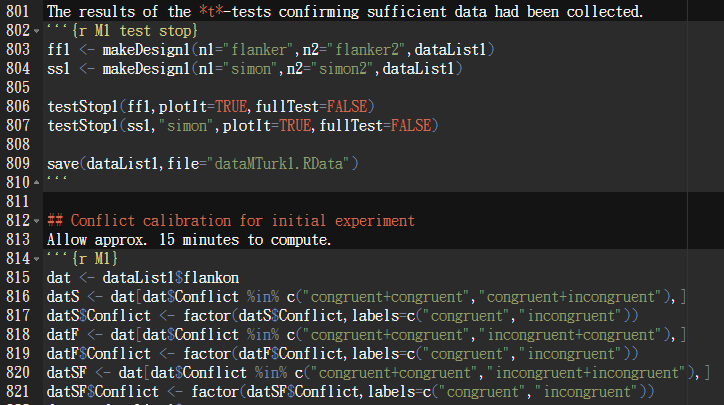 801 The results of the *t*-tests confirming sufficient data had been collected.
802 ```{r M1 test stop}
803 ff1 <- makeDesign1(n1="flanker",n2="flanker2",dataList1)
804 ss1 <- makeDesign1(n1="simon",n2="simon2",dataList1)
805
806 testStop1(ff1,plotIt=TRUE,fullTest=FALSE)
807 testStop1(ss1,"simon",plotIt=TRUE,fullTest=FALSE)
808
809 save(dataList1,file="dataMTurk1.RData")
810 ```
811
812 ## Conflict calibration for initial experiment
813 Allow approx. 15 minutes to compute.
814 ```{r M1}
815 dat <- dataList1$flankon
816 datS <- dat[dat$Conflict %in% c("congruent+congruent","congruent+incongruent"),]
817 datS$Conflict <- factor(datS$Conflict,labels=c("congruent","incongruent"))
818 datF <- dat[dat$Conflict %in% c("congruent+congruent","incongruent+congruent"),]
819 datF$Conflict <- factor(datF$Conflict,labels=c("congruent","incongruent"))
820 datSF <- dat[dat$Conflict %in% c("congruent+congruent","incongruent+incongruent"),]
821 datSF$Conflict <- factor(datSF$Conflict,labels=c("congruent","incongruent"))